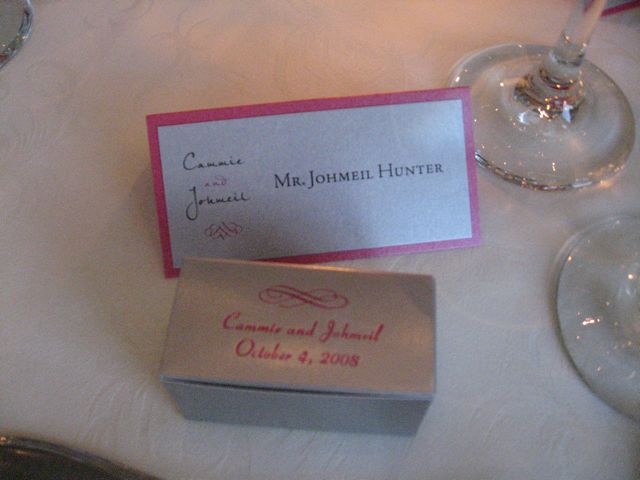 Cammie
and
Johmeil
MR. JOHMEIL HUNTER
Cammie and Johmeil
October 4, 2008